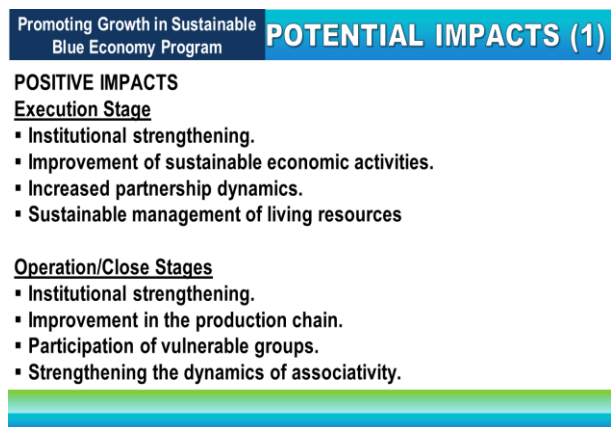 Promoting Growth in Sustainable
Blue Economy Program
POTENTIAL IMPACTS (1)
POSITIVE IMPACTS
Execution Stage
▪ Institutional strengthening.
▪ Improvement of sustainable economic activities.
▪ Increased partnership dynamics.
▪ Sustainable management of living resources
Operation/Close Stages
▪ Institutional strengthening.
▪ Improvement in the production chain.
▪ Participation of vulnerable groups.
▪ Strengthening the dynamics of associativity.